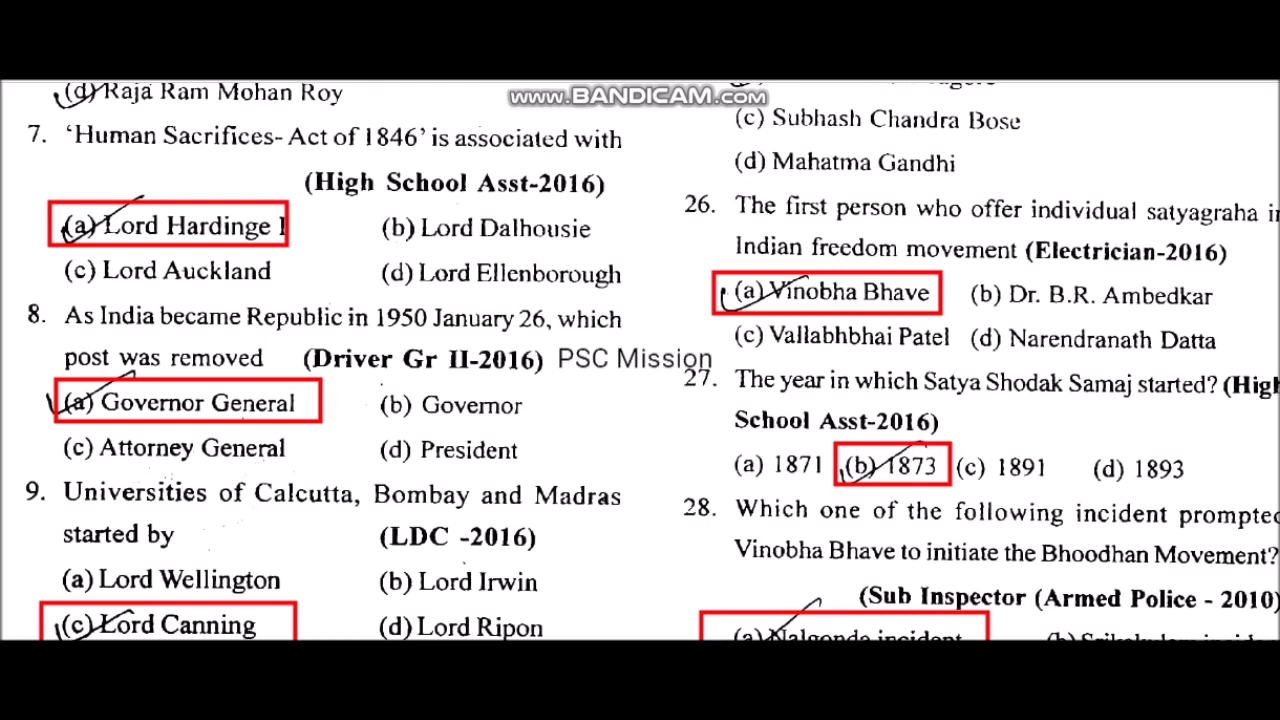 www.BANDICAM.com
(d) Raja Ram Mohan Roy
7. ‘Human Sacrifices- Act of 1846’ is associated with
(High School Asst-2016)
(a) Lord Hardinge I
(b) Lord Dalhousie
(c) Lord Auckland
(d) Lord Ellenborough
8. As India became Republic in 1950 January 26, which
post was removed (Driver Gr II-2016)
PSC Mission
(a) Governor General
(b) Governor
(c) Attorney General
(d) President
9. Universities of Calcutta, Bombay and Madras
started by (LDC -2016)
(a) Lord Wellington
(b) Lord Irwin
(c) Lord Canning
(d) Lord Ripon
(c) Subhash Chandra Bose
(d) Mahatma Gandhi
26. The first person who offer individual satyagraha in
Indian freedom movement (Electrician-2016)
(a) Vinobha Bhave
(b) Dr. B.R. Ambedkar
(c) Vallabhbhai Patel
(d) Narendranath Datta
27. The year in which Satya Shodak Samaj started? (High
School Asst-2016)
(a) 1871 (b) 1873 (c) 1891 (d) 1893
28. Which one of the following incident prompted
Vinobha Bhave to initiate the Bhoodhan Movement?
(Sub Inspector (Armed Police - 2010)
(a) Nalgonda incident